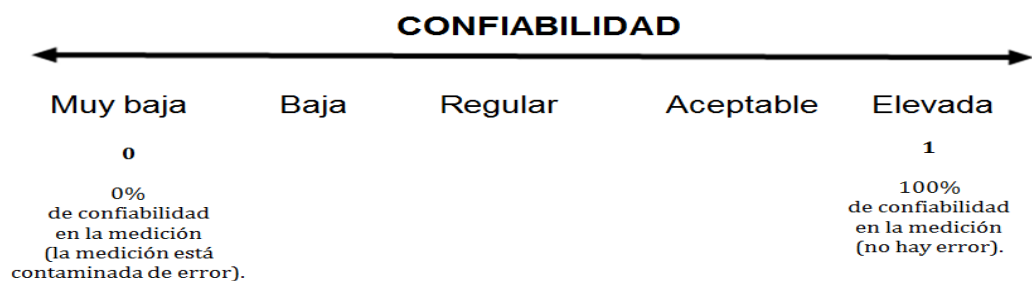 CONFIABILIDAD
Muy baja Baja Regular Aceptable Elevada
0
0%
de confiabilidad
en la medición
(la medición está
contaminada de error).
1
100%
de confiabilidad
en la medición
(no hay error).